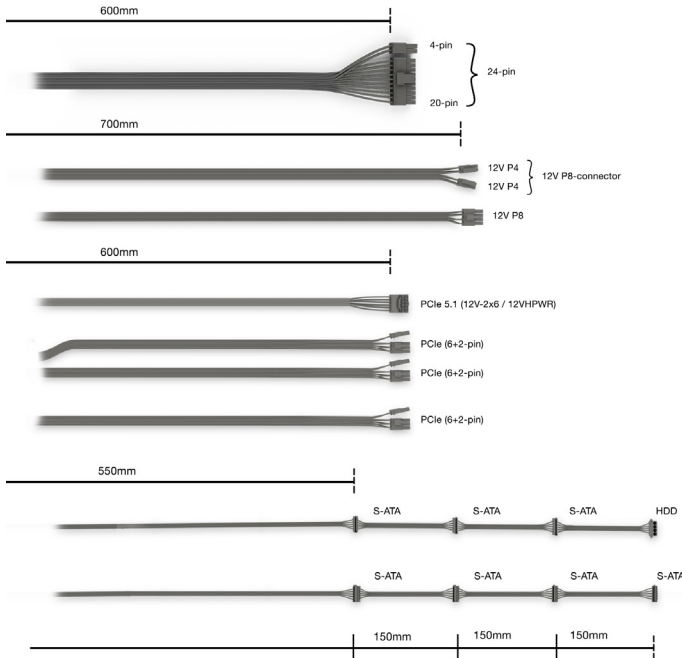 600mm
4-pin
24-pin
20-pin
700mm
12V P4
12V P4
12V P8-connector
12V P8
600mm
PCIe 5.1 (12V-2x6 / 12VHPWR)
PCIe (6+2-pin)
PCIe (6+2-pin)
PCIe (6+2-pin)
550mm
S-ATA S-ATA S-ATA HDD
S-ATA S-ATA S-ATA S-ATA
150mm 150mm 150mm